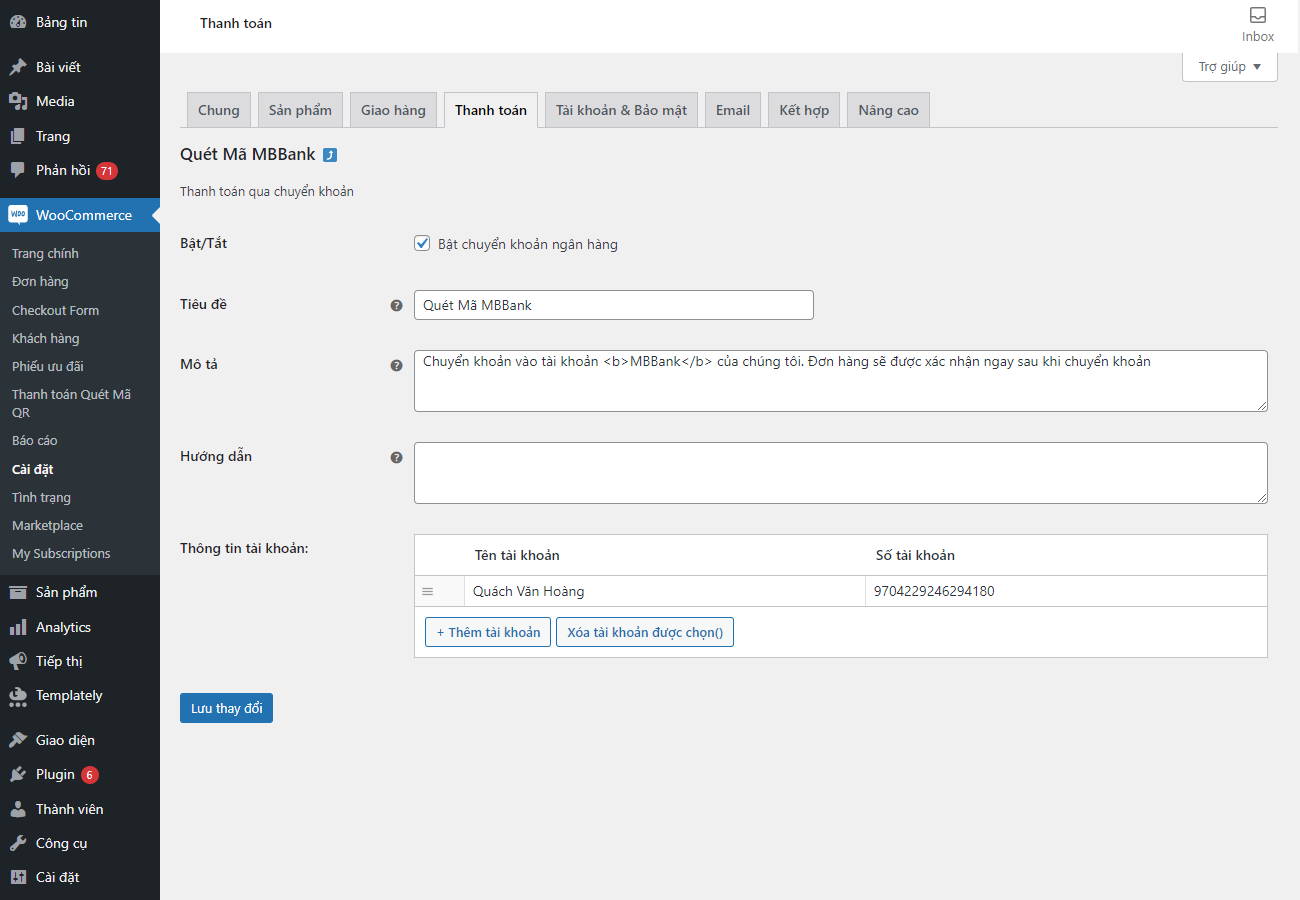 Bảng tin
Bài viết
Media
Trang
Phản hồi 71
WooCommerce
Trang chính
Đơn hàng
Checkout Form
Khách hàng
Phiếu ưu đãi
Thanh toán Quét Mã
QR
Báo cáo
Cài đặt
Tình trạng
Marketplace
My Subscriptions
Sản phẩm
Analytics
Tiếp thị
Templately
Giao diện
Plugin 6
Thành viên
Công cụ
Cài đặt
Thanh toán
Inbox
Trợ giúp
Chung Sản phẩm Giao hàng Thanh toán Tài khoản & Bảo mật Email Kết hợp Nâng cao
Quét Mã MBBank
Thanh toán qua chuyển khoản
Bật/Tắt Bật chuyển khoản ngân hàng
Tiêu đề ? Quét Mã MBBank
Mô tả ? Chuyển khoản vào tài khoản <b>MBBank</b> của chúng tôi. Đơn hàng sẽ được xác nhận ngay sau khi chuyển khoản
Hướng dẫn ?
Thông tin tài khoản:
Tên tài khoản Số tài khoản
Quách Văn Hoàng 9704229246294180
+ Thêm tài khoản Xóa tài khoản được chọn()
Lưu thay đổi